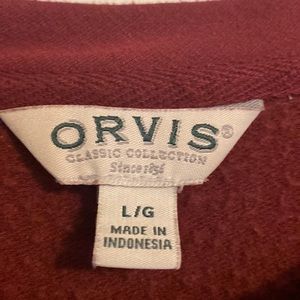 ORVIS®
CLASSIC COLLECTION
Since 1856
L/G
MADE IN
INDONESIA